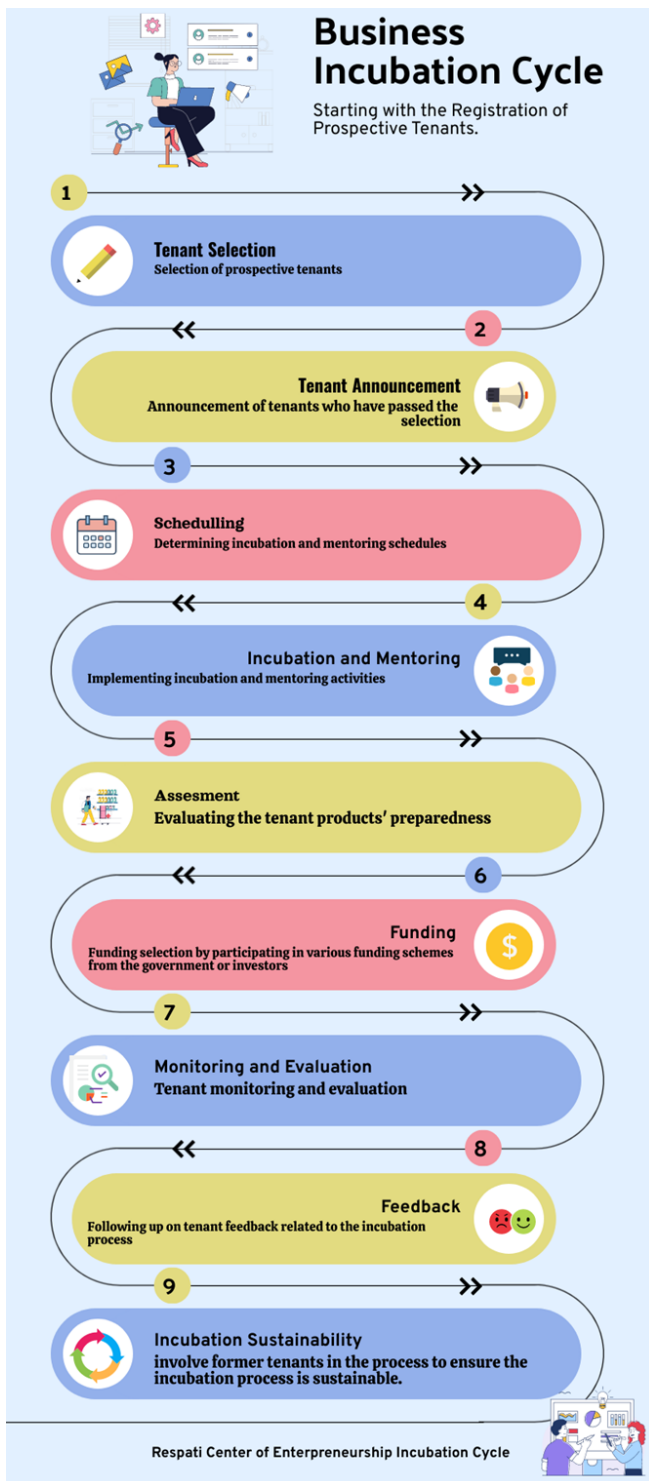 Business
Incubation Cycle
Starting with the Registration of
Prospective Tenants.
1
Tenant Selection
Selection of prospective tenants
2
Tenant Announcement
Announcement of tenants who have passed the
selection
3
Schedulling
Determining incubation and mentoring schedules
4
Incubation and Mentoring
Implementing incubation and mentoring activities
5
Assesment
Evaluating the tenant products' preparedness
6
Funding
Funding selection by participating in various funding schemes
from the government or investors
$
7
Monitoring and Evaluation
Tenant monitoring and evaluation
8
Feedback
Following up on tenant feedback related to the incubation
process
9
Incubation Sustainability
involve former tenants in the process to ensure the
incubation process is sustainable.
Respati Center of Enterpreneurship Incubation Cycle